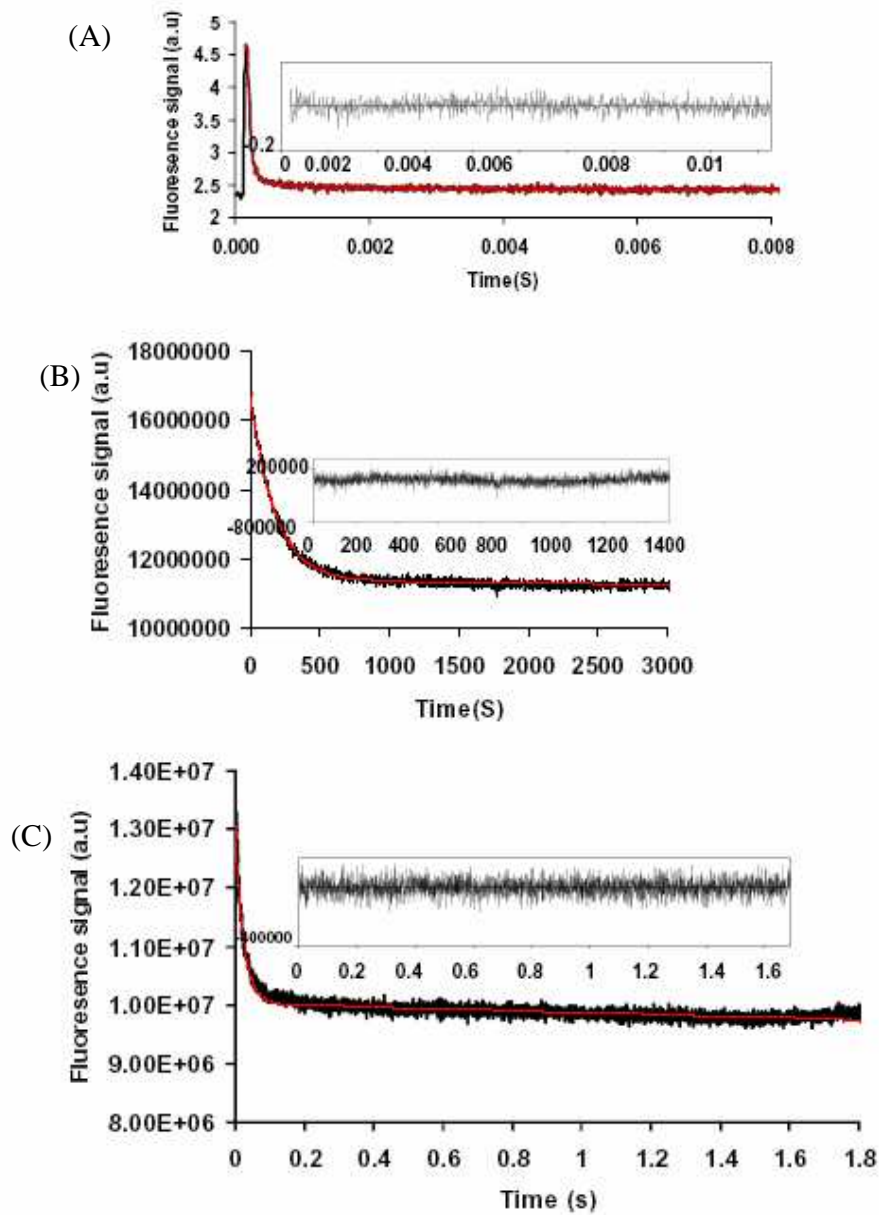 (A)
Fluoresence signal (a.u)
5
4.5
4
3.5
3
2.5
2
-0.2
0 0.002 0.004 0.006 0.008 0.01
0.000 0.002 0.004 0.006 0.008
Time(S)
(B)
Fluoresence signal (a.u)
18000000
16000000
14000000
12000000
10000000
200000
-800000
0 200 400 600 800 1000 1200 1400
0 500 1000 1500 2000 2500 3000
Time(S)
(C)
Fluoresence signal (a.u)
1.40E+07
1.30E+07
1.20E+07
1.10E+07
1.00E+07
9.00E+06
8.00E+06
-400000
0 0.2 0.4 0.6 0.8 1 1.2 1.4 1.6
0 0.2 0.4 0.6 0.8 1 1.2 1.4 1.6 1.8
Time (s)